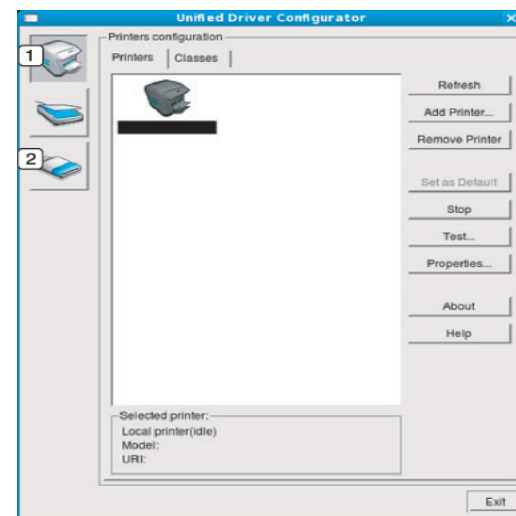 Unified Driver Configurator
Printers configuration
1
Printers
Classes
2
Refresh
Add Printer...
Remove Printer
Set as Default
Stop
Test...
Properties...
About
Help
Selected printer:
Local printer(idle)
Model:
URI:
Exit